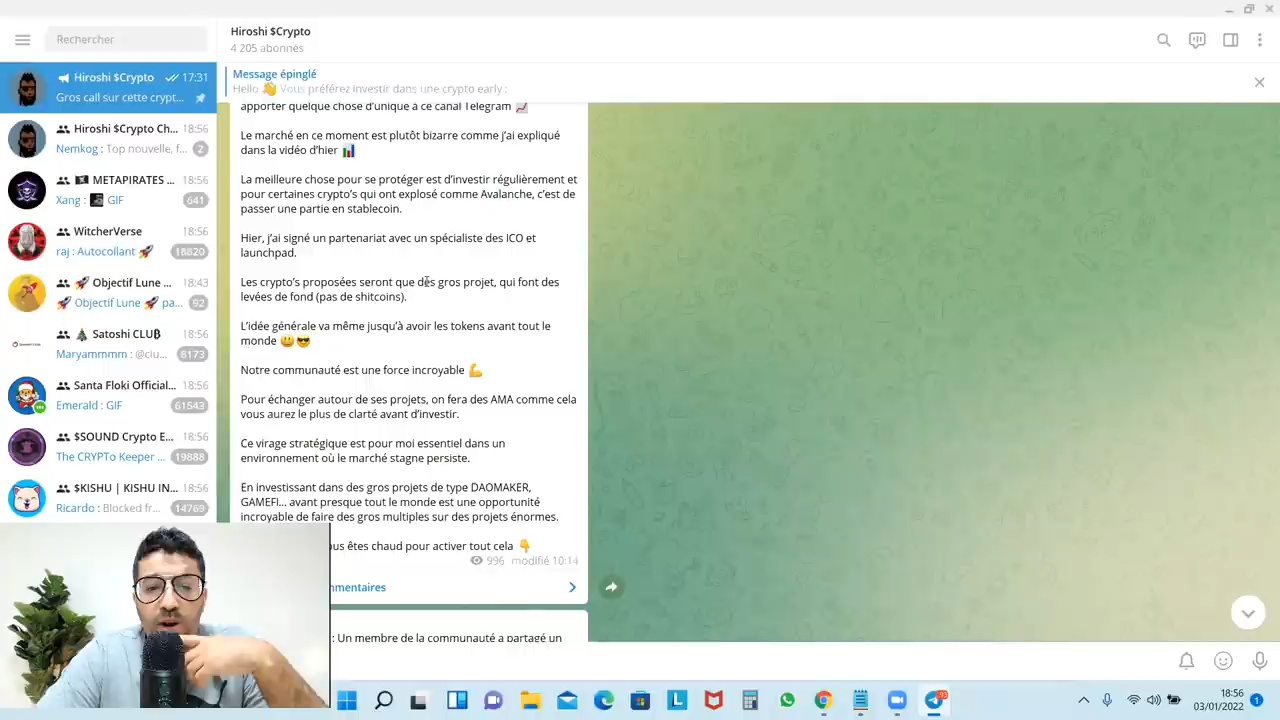 Rechercher
Hiroshi $Crypto
4 205 abonnés
Hiroshi $Crypto 17:31
Gros call sur cette crypt...
Message épinglé
Hello 👋 Vous préférez investir dans une crypto early :
Hiroshi $Crypto Ch... 18:56
Nemkog : Top nouvelle, f... 2
METAPIRATES ... 18:56
Xang : GIF 641
WitcherVerse 18:56
raj : Autocollant 🚀 18820
🚀 Objectif Lune ... 18:43
🚀 Objectif Lune 🚀 pa... 92
🎄 Satoshi CLUB 18:56
Maryammmm : @clu... 8173
Santa Floki Official... 18:56
Emerald : GIF 61543
$SOUND Crypto E... 18:56
The CRYPTo Keeper ... 19888
$KISHU | KISHU IN... 18:56
Ricardo : Blocked fr... 14769
apporter quelque chose d'unique à ce canal Telegram 📈
Le marché en ce moment est plutôt bizarre comme j'ai expliqué
dans la vidéo d'hier 📊
La meilleure chose pour se protéger est d'investir régulièrement et
pour certaines crypto's qui ont explosé comme Avalanche, c'est de
passer une partie en stablecoin.
Hier, j'ai signé un partenariat avec un spécialiste des ICO et
launchpad.
Les crypto's proposées seront que des gros projet, qui font des
levées de fond (pas de shitcoins).
L'idée générale va même jusqu'à avoir les tokens avant tout le
monde 😃😎
Notre communauté est une force incroyable 💪
Pour échanger autour de ses projets, on fera des AMA comme cela
vous aurez le plus de clarté avant d'investir.
Ce virage stratégique est pour moi essentiel dans un
environnement où le marché stagne persiste.
En investissant dans des gros projets de type DAOMAKER,
GAMEFI... avant presque tout le monde est une opportunité
incroyable de faire des gros multiples sur des projets énormes.
us êtes chaud pour activer tout cela 👇
996 modifié 10:14
mmentaires
: Un membre de la communauté a partagé un
93
18:56
03/01/2022
1